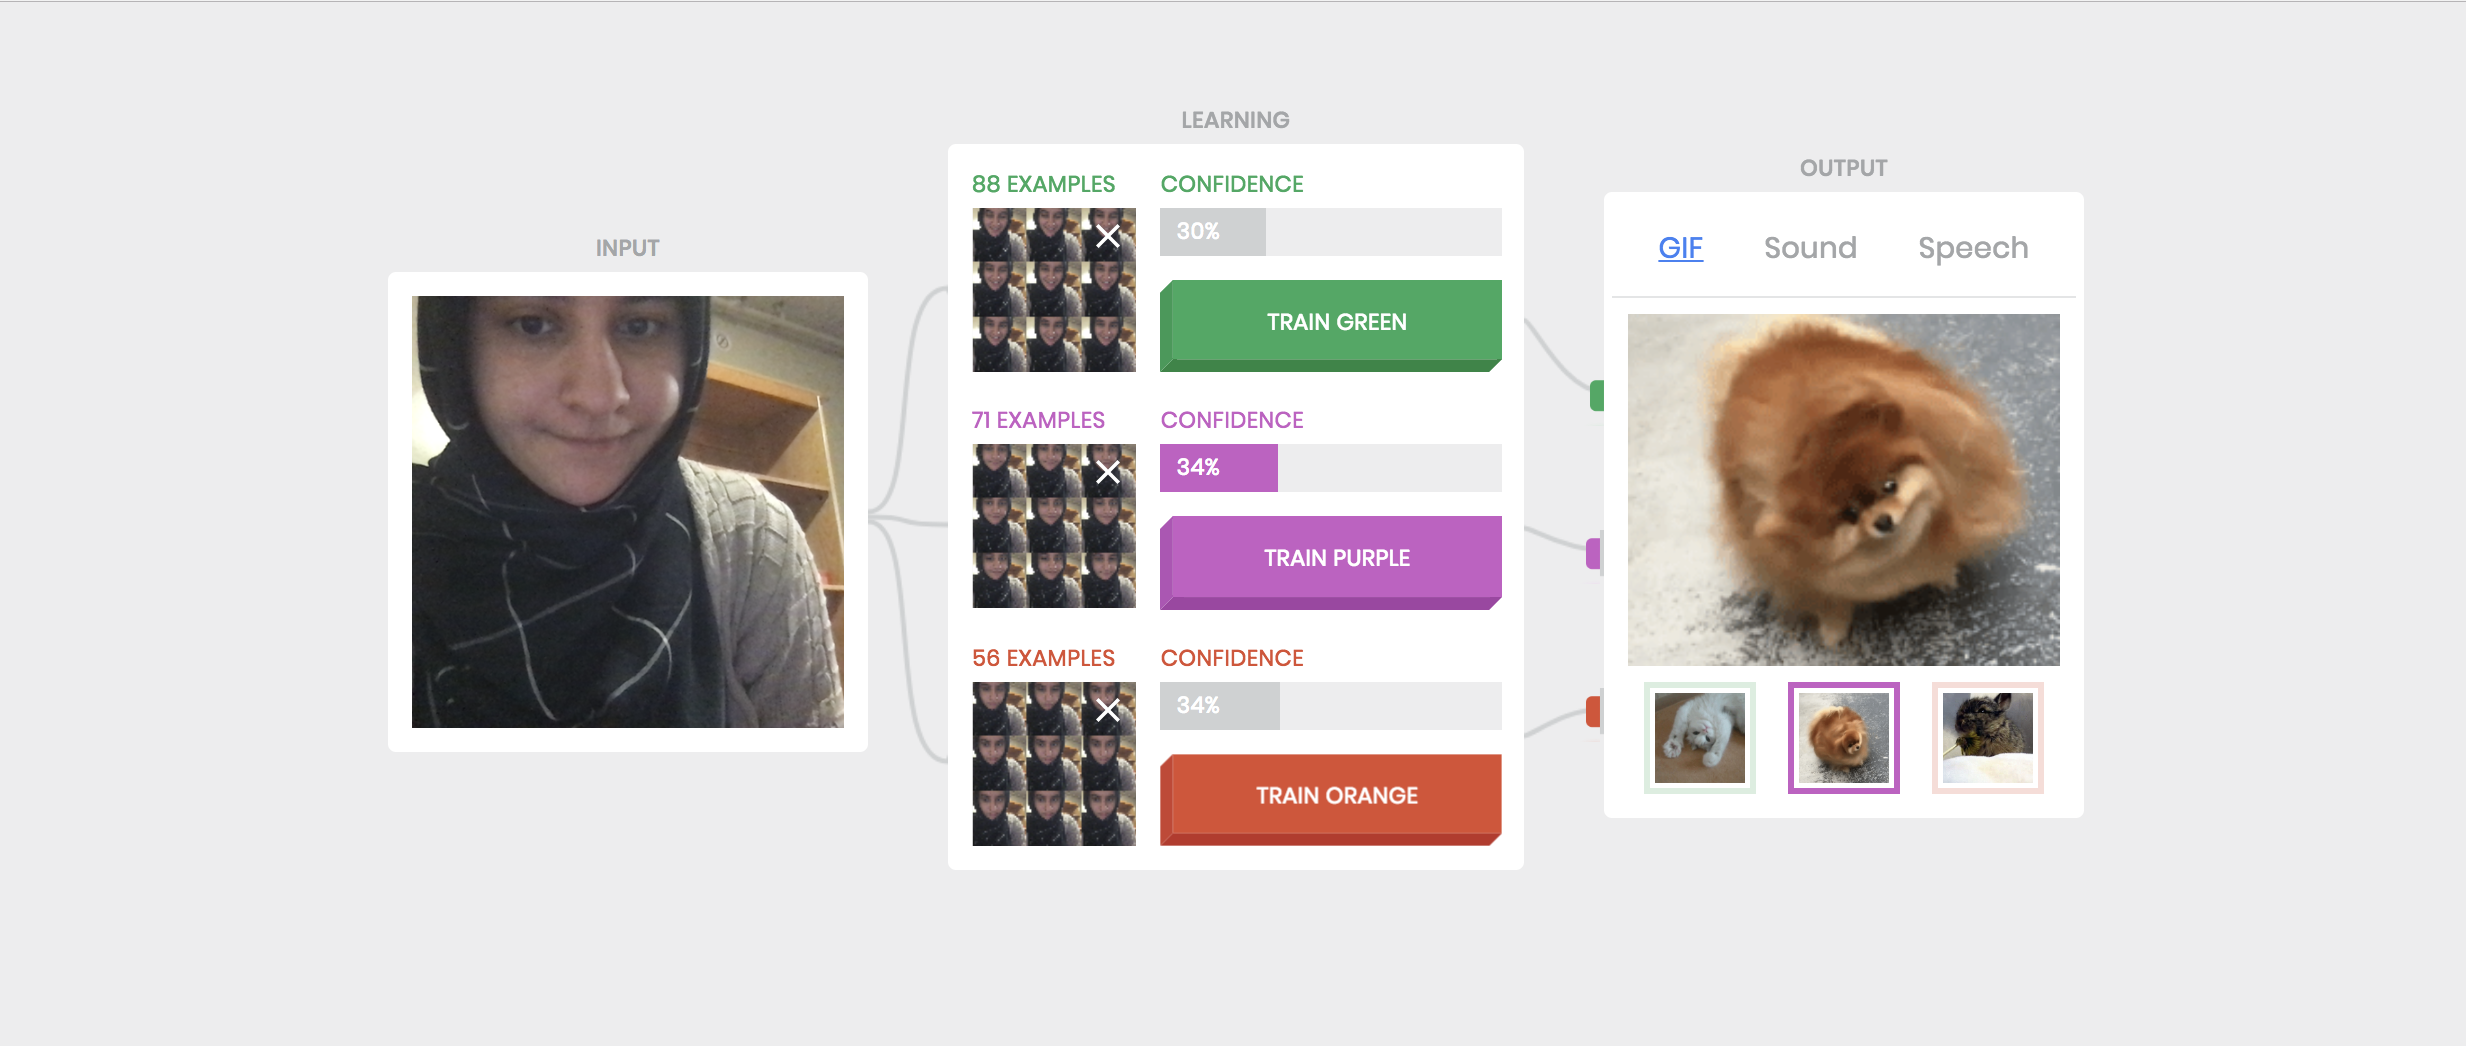 INPUT
LEARNING
88 EXAMPLES
CONFIDENCE
30%
TRAIN GREEN
71 EXAMPLES
CONFIDENCE
34%
TRAIN PURPLE
56 EXAMPLES
CONFIDENCE
34%
TRAIN ORANGE
OUTPUT
GIF Sound Speech